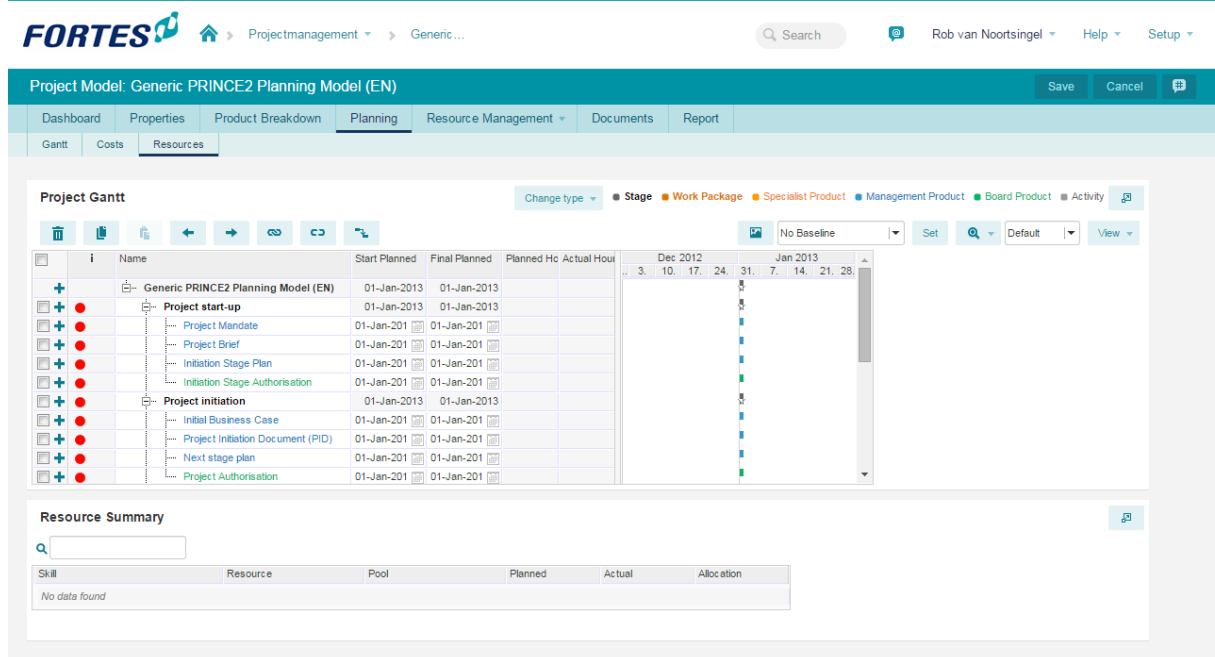 FORTES Projectmanagement Generic... Search Rob van Noortsingel Help Setup
Project Model: Generic PRINCE2 Planning Model (EN) Save Cancel
Dashboard Properties Product Breakdown Planning Resource Management Documents Report
Gantt Costs Resources
Project Gantt Change type Stage Work Package Specialist Product Management Product Board Product Activity
No Baseline Set Default View
i Name Start Planned Final Planned Planned Ho Actual Hour Dec 2012 Jan 2013
.. 3. 10. 17. 24. 31. 7. 14. 21. 28.
Generic PRINCE2 Planning Model (EN) 01-Jan-2013 01-Jan-2013
Project start-up 01-Jan-2013 01-Jan-2013
Project Mandate 01-Jan-201 01-Jan-201
Project Brief 01-Jan-201 01-Jan-201
Initiation Stage Plan 01-Jan-201 01-Jan-201
Initiation Stage Authorisation 01-Jan-201 01-Jan-201
Project initiation 01-Jan-2013 01-Jan-2013
Initial Business Case 01-Jan-201 01-Jan-201
Project Initiation Document (PID) 01-Jan-201 01-Jan-201
Next stage plan 01-Jan-201 01-Jan-201
Project Authorisation 01-Jan-201 01-Jan-201
Resource Summary
Skill Resource Pool Planned Actual Allocation
No data found